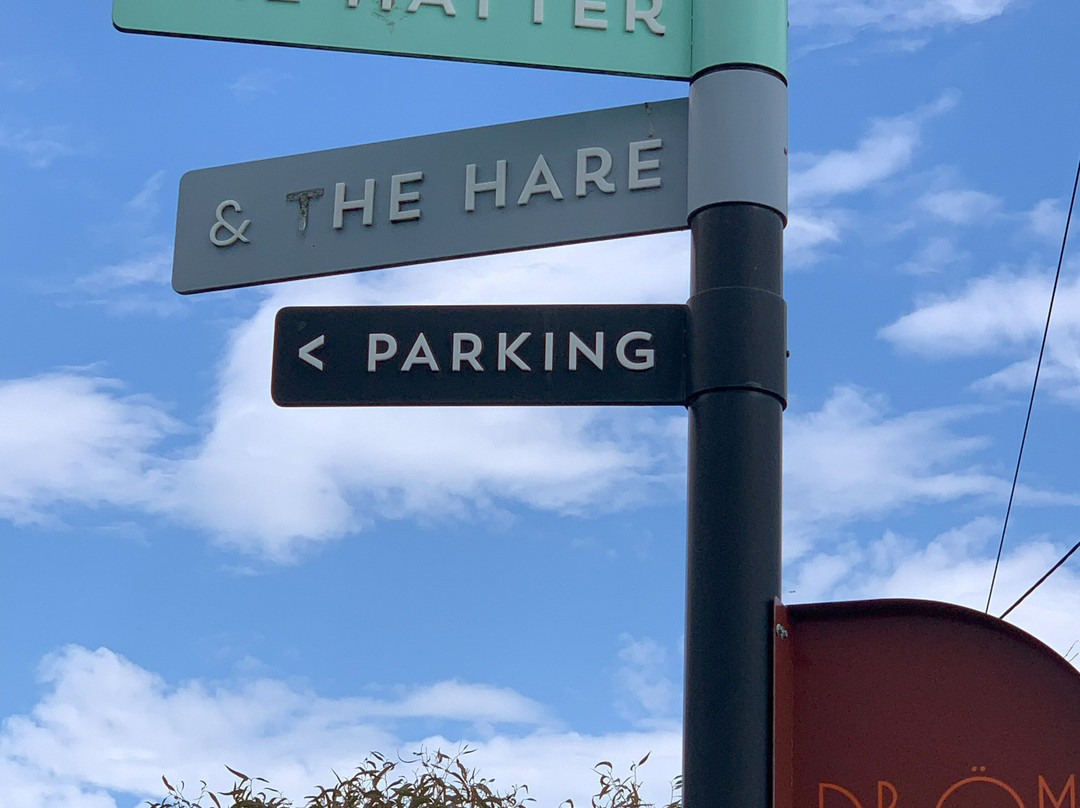 HATTER
& THE HARE
< PARKING
DRÖM